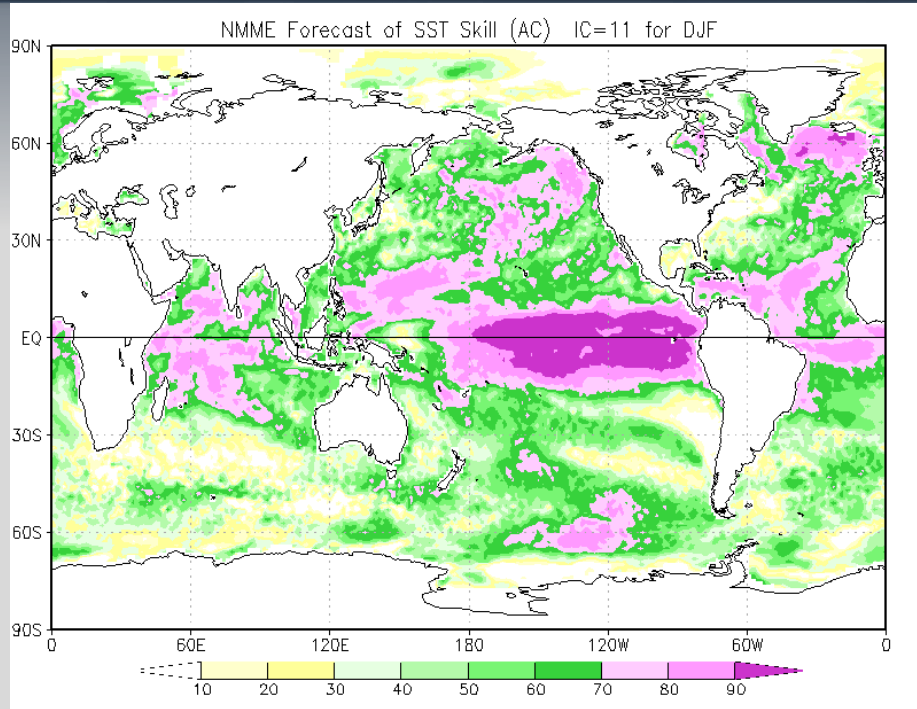 NMME Forecast of SST Skill (AC) IC=11 for DJF
90N
60N
30N
EQ
30S
60S
90S
0 60E 120E 180 120W 60W 0
10 20 30 40 50 60 70 80 90